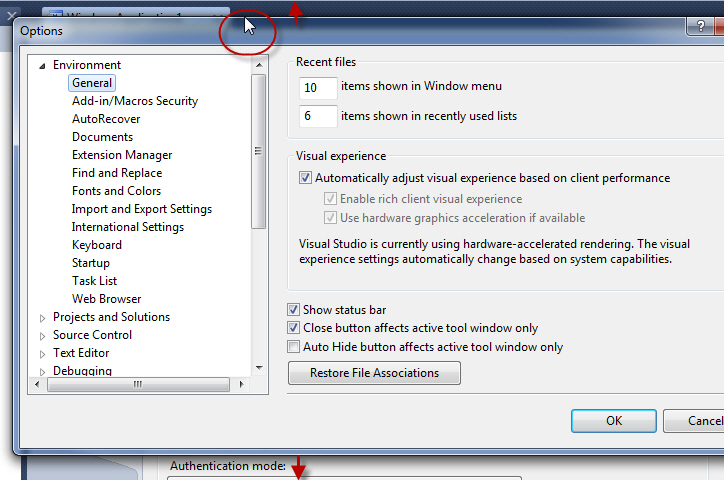 Options
Environment
General
Add-in/Macros Security
AutoRecover
Documents
Extension Manager
Find and Replace
Fonts and Colors
Import and Export Settings
International Settings
Keyboard
Startup
Task List
Web Browser
Projects and Solutions
Source Control
Text Editor
Debugging
Recent files
10 items shown in Window menu
6 items shown in recently used lists
Visual experience
Automatically adjust visual experience based on client performance
Enable rich client visual experience
Use hardware graphics acceleration if available
Visual Studio is currently using hardware-accelerated rendering. The visual
experience settings automatically change based on system capabilities.
Show status bar
Close button affects active tool window only
Auto Hide button affects active tool window only
Restore File Associations
OK
Cancel
Authentication mode: